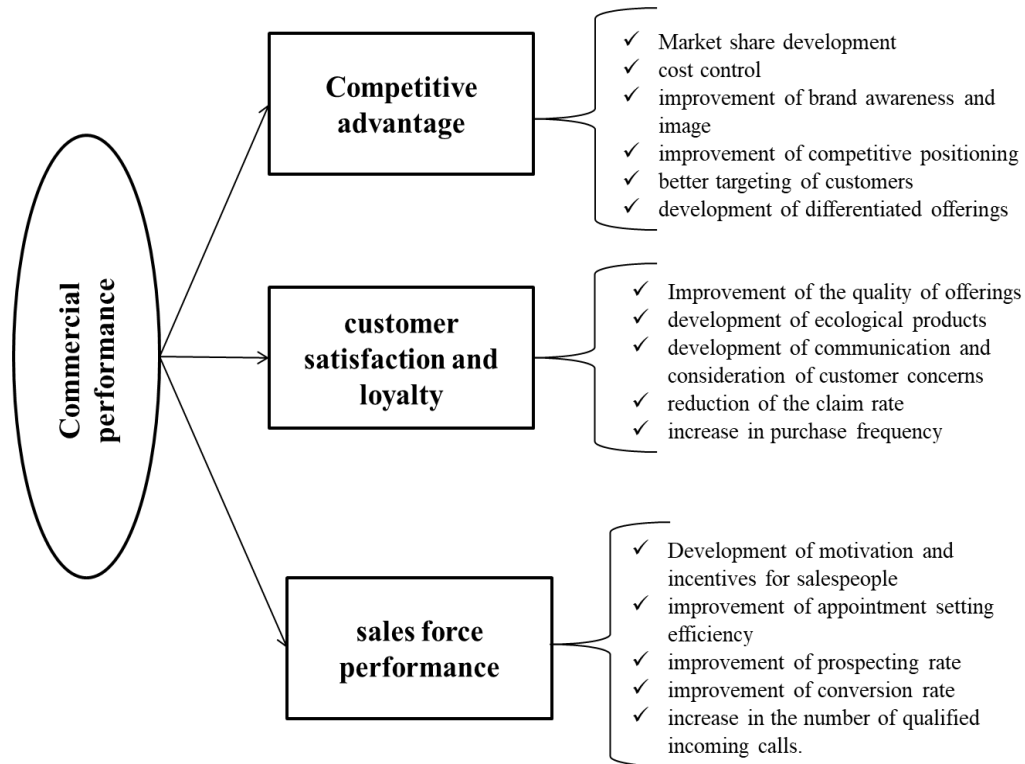 Commercial
performance
Competitive
advantage
✓ Market share development
✓ cost control
✓ improvement of brand awareness and
image
✓ improvement of competitive positioning
✓ better targeting of customers
✓ development of differentiated offerings
customer
satisfaction and
loyalty
✓ Improvement of the quality of offerings
✓ development of ecological products
✓ development of communication and
consideration of customer concerns
✓ reduction of the claim rate
✓ increase in purchase frequency
sales force
performance
✓ Development of motivation and
incentives for salespeople
✓ improvement of appointment setting
efficiency
✓ improvement of prospecting rate
✓ improvement of conversion rate
✓ increase in the number of qualified
incoming calls.